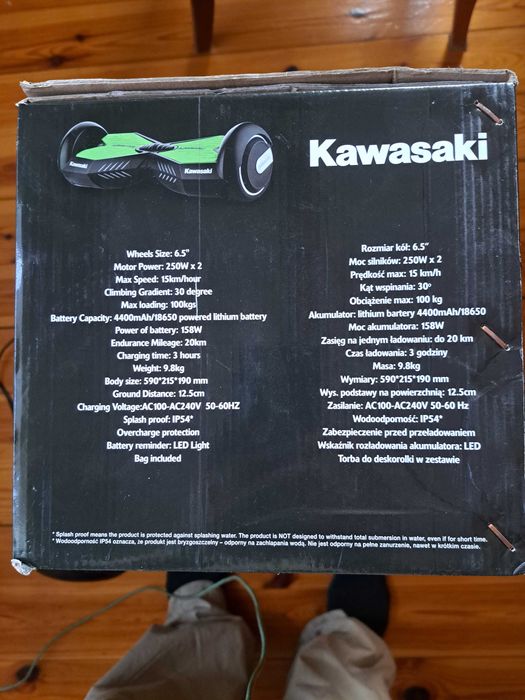 Kawasaki
Kawasaki
Wheels Size: 6.5"
Motor Power: 250W x 2
Max Speed: 15km/hour
Climbing Gradient: 30 degree
Max loading: 100kgs
Battery Capacity: 4400mAh/18650 powered lithium battery
Power of battery: 158W
Endurance Mileage: 20km
Charging time: 3 hours
Weight: 9.8kg
Body size: 590*215*190 mm
Ground Distance: 12.5cm
Charging Voltage:AC100-AC240V 50-60HZ
Splash proof: IP54*
Overcharge protection
Battery reminder: LED Light
Bag included
Rozmiar kół: 6.5"
Moc silników: 250W x 2
Prędkość max: 15 km/h
Kąt wspinania: 30º
Obciążenie max: 100 kg
Akumulator: lithium bartery 4400mAh/18650
Moc akumulatora: 158W
Zasięg na jednym ładowaniu: do 20 km
Czas ładowania: 3 godziny
Masa: 9.8kg
Wymiary: 590*215*190 mm
Wys. podstawy na powierzchnią: 12.5cm
Zasilanie: AC100-AC240V 50-60 Hz
Wodoodporność: IP54*
Zabezpieczenie przed przeładowaniem
Wskaźnik rozładowania akumulatora: LED
Torba do deskorolki w zestawie
* Splash proof means the product is protected against splashing water. The product is NOT designed to withstand total submersion in water, even if for short time.
* Wodoodporność IP54 oznacza, że produkt jest bryzgoszczelny – odporny na zachlapania wodą. Nie jest odporny na pełne zanurzenie, nawet w krótkim czasie.